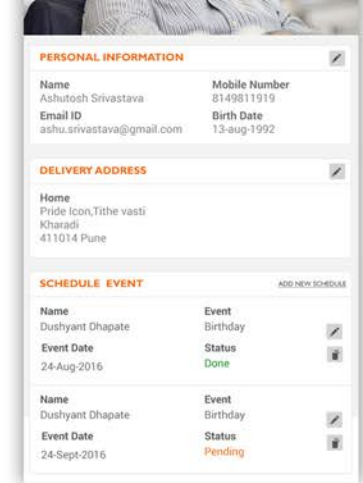 PERSONAL INFORMATION
Name Mobile Number
Ashutosh Srivastava 8149811919
Email ID Birth Date
ashu.srivastava@gmail.com 13-aug-1992
DELIVERY ADDRESS
Home
Pride Icon,Tithe vasti
Kharadi
411014 Pune
SCHEDULE EVENT ADD NEW SCHEDULE
Name Event
Dushyant Dhapate Birthday
Event Date Status
24-Aug-2016 Done
Name Event
Dushyant Dhapate Birthday
Event Date Status
24-Sept-2016 Pending